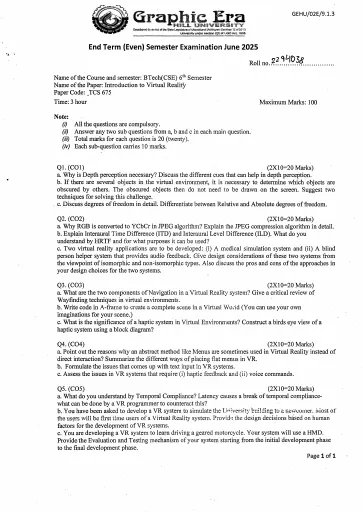 GEHU/02E/9.1.3
Graphic Era
HILL UNIVERSITY
End Term (Even) Semester Examination June 2025
Roll no. 2294038
Name of the Course and semester: BTech(CSE) 6th Semester
Name of the Paper: Introduction to Virtual Reality
Paper Code: TCS 675
Time: 3 hour Maximum Marks: 100
Note:
(i) All the questions are compulsory.
(ii) Answer any two sub questions from a, b and c in each main question.
(iii) Total marks for each question is 20 (twenty).
(iv) Each sub-question carries 10 marks.
Q1. (CO1) (2X10=20 Marks)
a. Why is Depth perception necessary? Discuss the different cues that can help in depth perception.
b. If there are several objects in the virtual environment, it is necessary to determine which objects are
obscured by others. The obscured objects then do not need to be drawn on the screen. Suggest two
techniques for solving this challenge.
c. Discuss degrees of freedom in detail. Differentiate between Relative and Absolute degrees of freedom.
Q2. (CO2) (2X10=20 Marks)
a. Why RGB is converted to YCbCr in JPEG algorithm? Explain the JPEG compression algorithm in detail.
b. Explain Interaural Time Difference (ITD) and Interaural Level Difference (ILD). What do you
understand by HRTF and for what purposes it can be used?
c. Two virtual reality applications are to be developed: (i) A medical simulation system and (ii) A blind
person helper system that provides audio feedback. Give design considerations of these two systems from
the viewpoint of isomorphic and non-isomorphic types. Also discuss the pros and cons of the approaches in
your design choices for the two systems.
Q3. (CO3) (2X10=20 Marks)
a. What are the two components of Navigation in a Virtual Reality system? Give a critical review of
Wayfinding techniques in virtual environments.
b. Write code in A-frame to create a complete scene in a Virtual World (You can use your own
imaginations for your scene.)
c. What is the significance of a haptic system in Virtual Environments? Construct a birds eye view of a
haptic system using a block diagram?
Q4. (CO4) (2X10=20 Marks)
a. Point out the reasons why an abstract method like Menus are sometimes used in Virtual Reality instead of
direct interaction? Summarize the different ways of placing flat menus in VR.
b. Formulate the issues that comes up with text input in VR systems.
c. Assess the issues in VR systems that require (i) haptic feedback and (ii) voice commands.
Q5. (CO5) (2X10=20 Marks)
a. What do you understand by Temporal Compliance? Latency causes a break of temporal compliance-
what can be done by a VR programmer to counteract this?
b. You have been asked to develop a VR system to simulate the University building to a newcomer. Most of
the users will be first time users of a Virtual Reality system. Provide the design decisions based on human
factors for the development of VR systems.
c. You are developing a VR system to learn driving a geared motorcycle. Your system will use a HMD.
Provide the Evaluation and Testing mechanism of your system starting from the initial development phase
to the final development phase.
Page 1 of 1